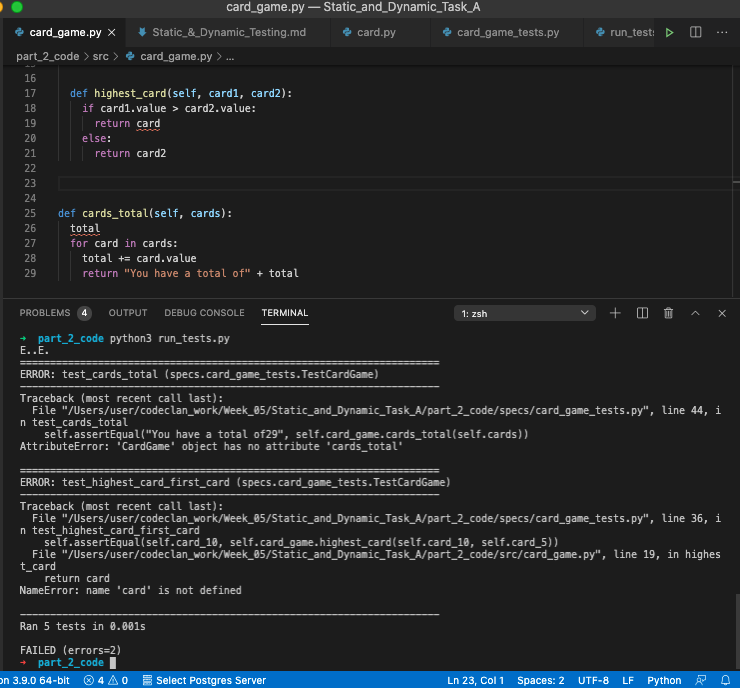 card_game.py — Static_and_Dynamic_Task_A
card_game.py × Static_&_Dynamic_Testing.md card.py card_game_tests.py run_tests
part_2_code > src > card_game.py > ...
16
17 def highest_card(self, card1, card2):
18 if card1.value > card2.value:
19 return card
20 else:
21 return card2
22
23
24
25 def cards_total(self, cards):
26 total
27 for card in cards:
28 total += card.value
29 return "You have a total of" + total
PROBLEMS 4 OUTPUT DEBUG CONSOLE TERMINAL 1: zsh
→ part_2_code python3 run_tests.py
E..E.
======================================================================
ERROR: test_cards_total (specs.card_game_tests.TestCardGame)
----------------------------------------------------------------------
Traceback (most recent call last):
File "/Users/user/codeclan_work/Week_05/Static_and_Dynamic_Task_A/part_2_code/specs/card_game_tests.py", line 44, i
n test_cards_total
self.assertEqual("You have a total of29", self.card_game.cards_total(self.cards))
AttributeError: 'CardGame' object has no attribute 'cards_total'
======================================================================
ERROR: test_highest_card_first_card (specs.card_game_tests.TestCardGame)
----------------------------------------------------------------------
Traceback (most recent call last):
File "/Users/user/codeclan_work/Week_05/Static_and_Dynamic_Task_A/part_2_code/specs/card_game_tests.py", line 36, i
n test_highest_card_first_card
self.assertEqual(self.card_10, self.card_game.highest_card(self.card_10, self.card_5))
File "/Users/user/codeclan_work/Week_05/Static_and_Dynamic_Task_A/part_2_code/src/card_game.py", line 19, in highes
t_card
return card
NameError: name 'card' is not defined
----------------------------------------------------------------------
Ran 5 tests in 0.001s
FAILED (errors=2)
→ part_2_code
on 3.9.0 64-bit 4 0 Select Postgres Server Ln 23, Col 1 Spaces: 2 UTF-8 LF Python